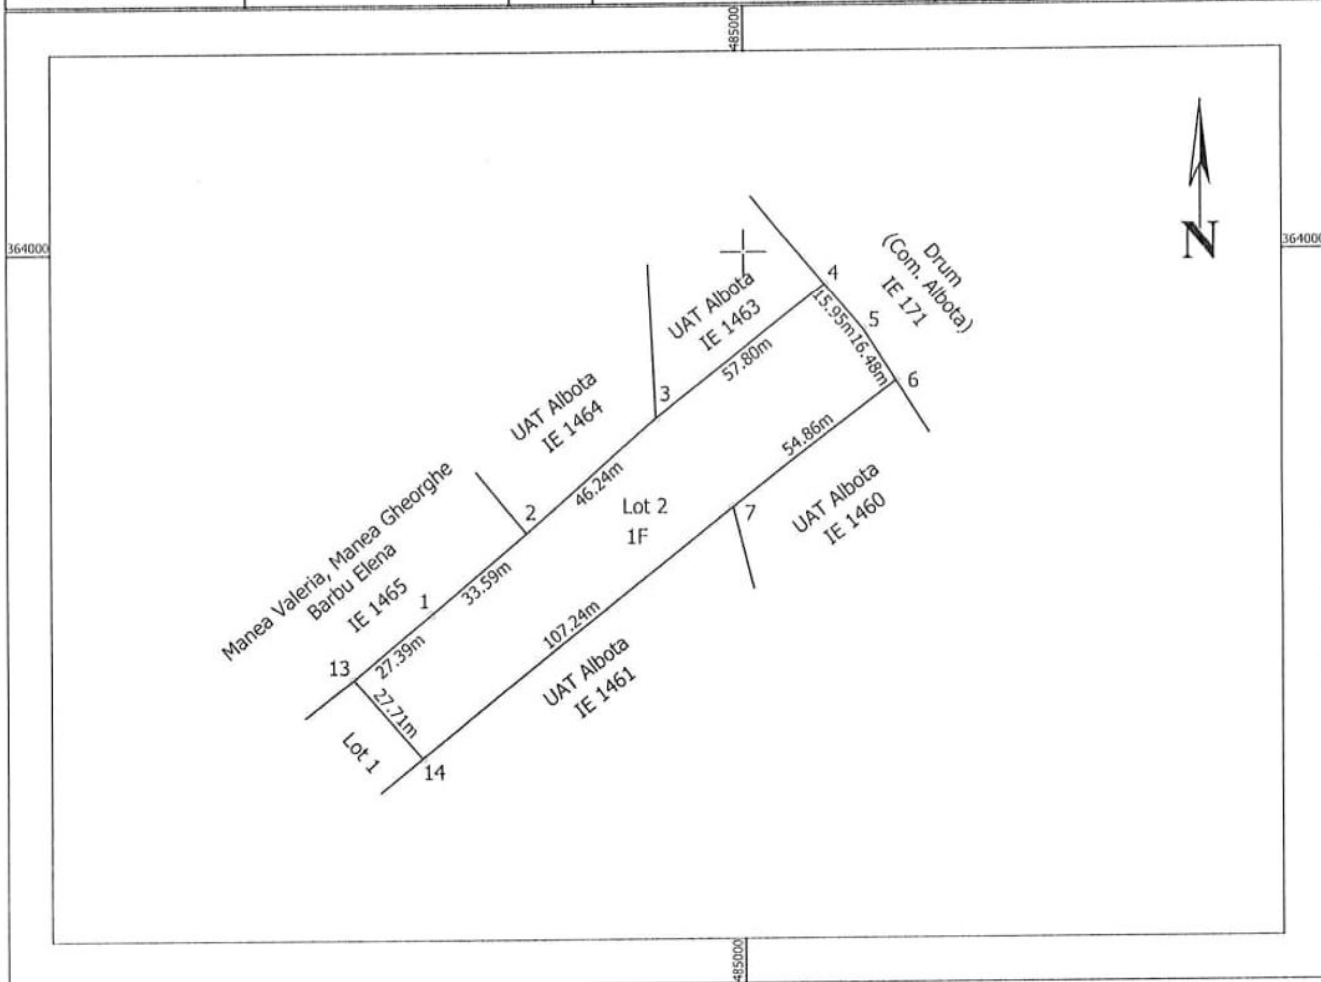 485000
364000
364000
N
Drum
(Com. Albota)
IE 171
4
15.95m
5
16.48m
6
UAT Albota
IE 1463
57.80m
3
UAT Albota
IE 1464
46.24m
54.86m
UAT Albota
IE 1460
Lot 2
1F
7
2
Manea Valeria, Manea Gheorghe
Barbu Elena
IE 1465
1
33.59m
107.24m
UAT Albota
IE 1461
13
27.39m
27.71m
Lot 1
14
485000